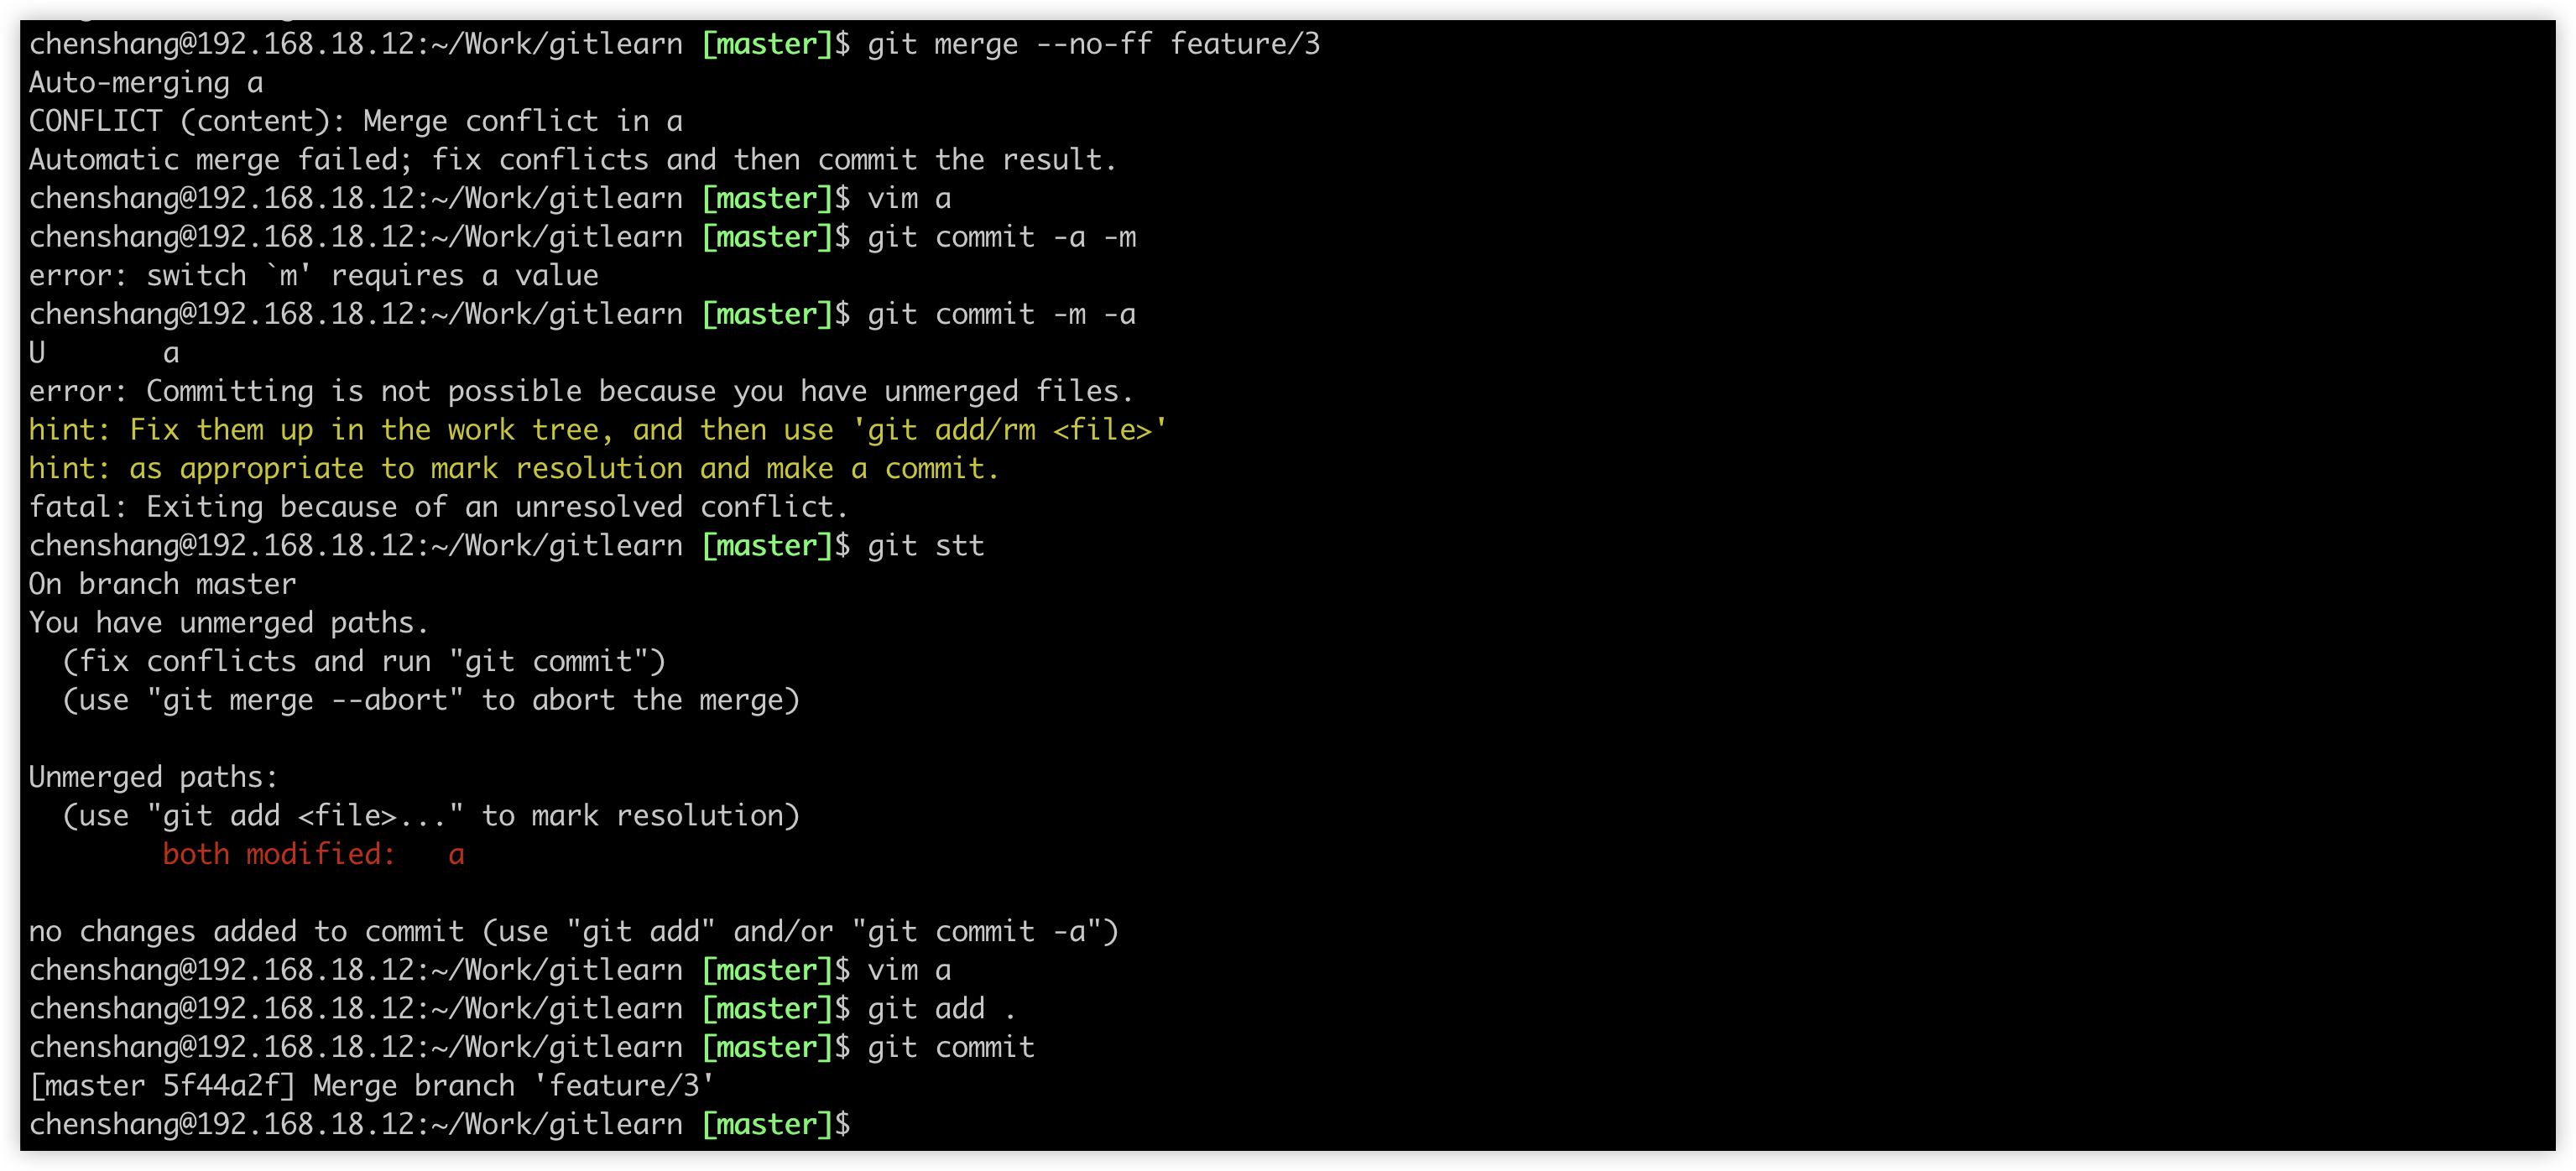 chenshang@192.168.18.12:~/Work/gitlearn [master]$ git merge --no-ff feature/3
Auto-merging a
CONFLICT (content): Merge conflict in a
Automatic merge failed; fix conflicts and then commit the result.
chenshang@192.168.18.12:~/Work/gitlearn [master]$ vim a
chenshang@192.168.18.12:~/Work/gitlearn [master]$ git commit -a -m
error: switch `m' requires a value
chenshang@192.168.18.12:~/Work/gitlearn [master]$ git commit -m -a
U       a
error: Committing is not possible because you have unmerged files.
hint: Fix them up in the work tree, and then use 'git add/rm <file>'
hint: as appropriate to mark resolution and make a commit.
fatal: Exiting because of an unresolved conflict.
chenshang@192.168.18.12:~/Work/gitlearn [master]$ git stt
On branch master
You have unmerged paths.
  (fix conflicts and run "git commit")
  (use "git merge --abort" to abort the merge)

Unmerged paths:
  (use "git add <file>..." to mark resolution)
        both modified:   a

no changes added to commit (use "git add" and/or "git commit -a")
chenshang@192.168.18.12:~/Work/gitlearn [master]$ vim a
chenshang@192.168.18.12:~/Work/gitlearn [master]$ git add .
chenshang@192.168.18.12:~/Work/gitlearn [master]$ git commit
[master 5f44a2f] Merge branch 'feature/3'
chenshang@192.168.18.12:~/Work/gitlearn [master]$